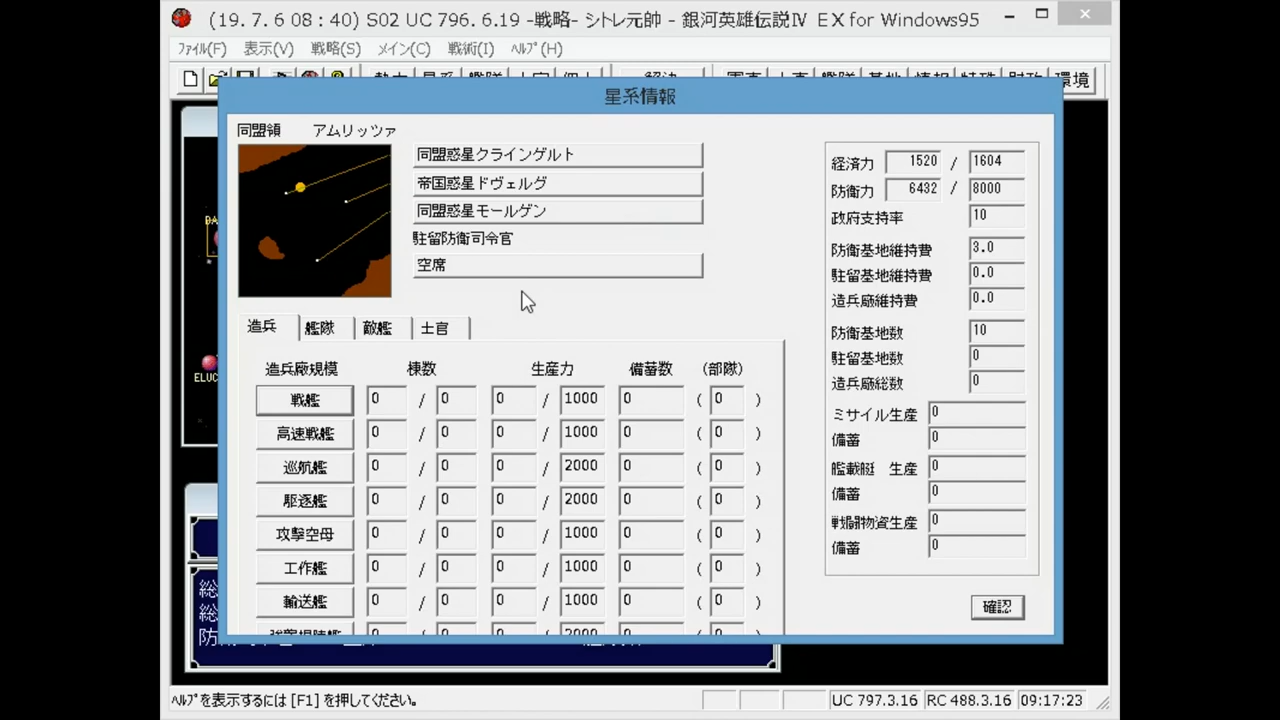 (19. 7. 6 08 : 40) S02 UC 796. 6.19 -戦略- シトレ元帥 - 銀河英雄伝説Ⅳ EX for Windows95
ﾌｧｲﾙ(F) 表示(V) 戦略(S) メイン(C) 戦術(I) ﾍﾙﾌﾟ(H)
環境
星系情報
同盟領 アムリッツァ
同盟惑星クラインゲルト
帝国惑星ドヴェルグ
同盟惑星モールゲン
駐留防衛司令官
空席
経済力 1520 / 1604
防衛力 6432 / 8000
政府支持率 10
防衛基地維持費 3.0
駐留基地維持費 0.0
造兵廠維持費 0.0
防衛基地数 10
駐留基地数 0
造兵廠総数 0
ミサイル生産 0
備蓄 0
艦載艇 生産 0
備蓄 0
戦闘物資生産 0
備蓄 0
確認
造兵 艦隊 敵艦 士官
造兵廠規模 棟数 生産力 備蓄数 (部隊)
戦艦 0 / 0 0 / 1000 0 ( 0 )
高速戦艦 0 / 0 0 / 1000 0 ( 0 )
巡航艦 0 / 0 0 / 2000 0 ( 0 )
駆逐艦 0 / 0 0 / 2000 0 ( 0 )
攻撃空母 0 / 0 0 / 1000 0 ( 0 )
工作艦 0 / 0 0 / 1000 0 ( 0 )
輸送艦 0 / 0 0 / 1000 0 ( 0 )
ELUC
総
総
防
ﾍﾙﾌﾟを表示するには [F1] を押してください。
UC 797.3.16 RC 488.3.16 09:17:23